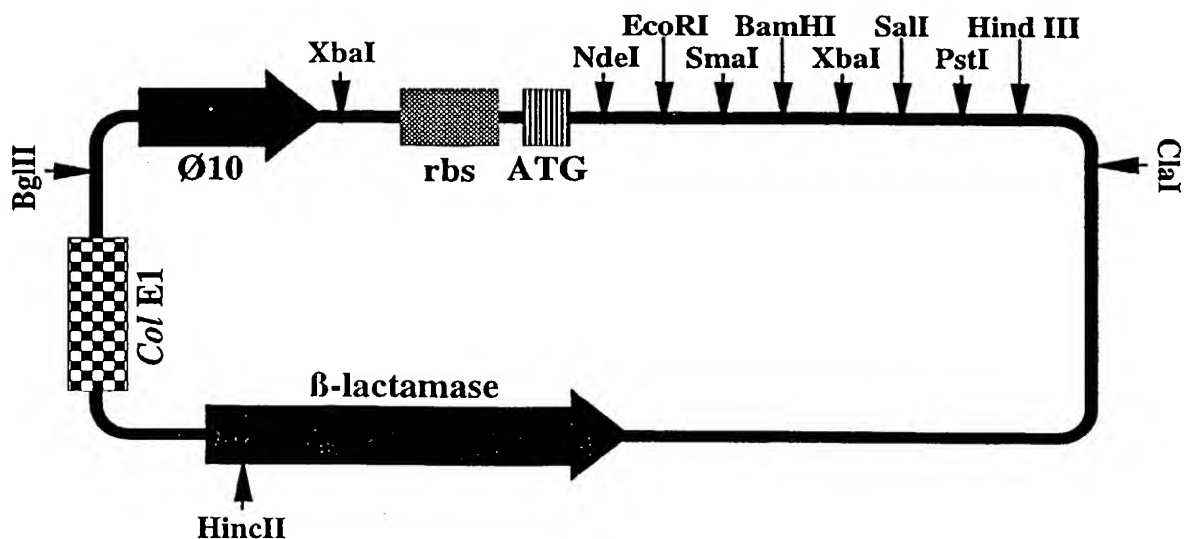 EcoRI BamHI SalI Hind III
XbaI NdeI SmaI XbaI PstI
Ø10 rbs ATG
BglII
ClaI
Col E1
ß-lactamase
HincII